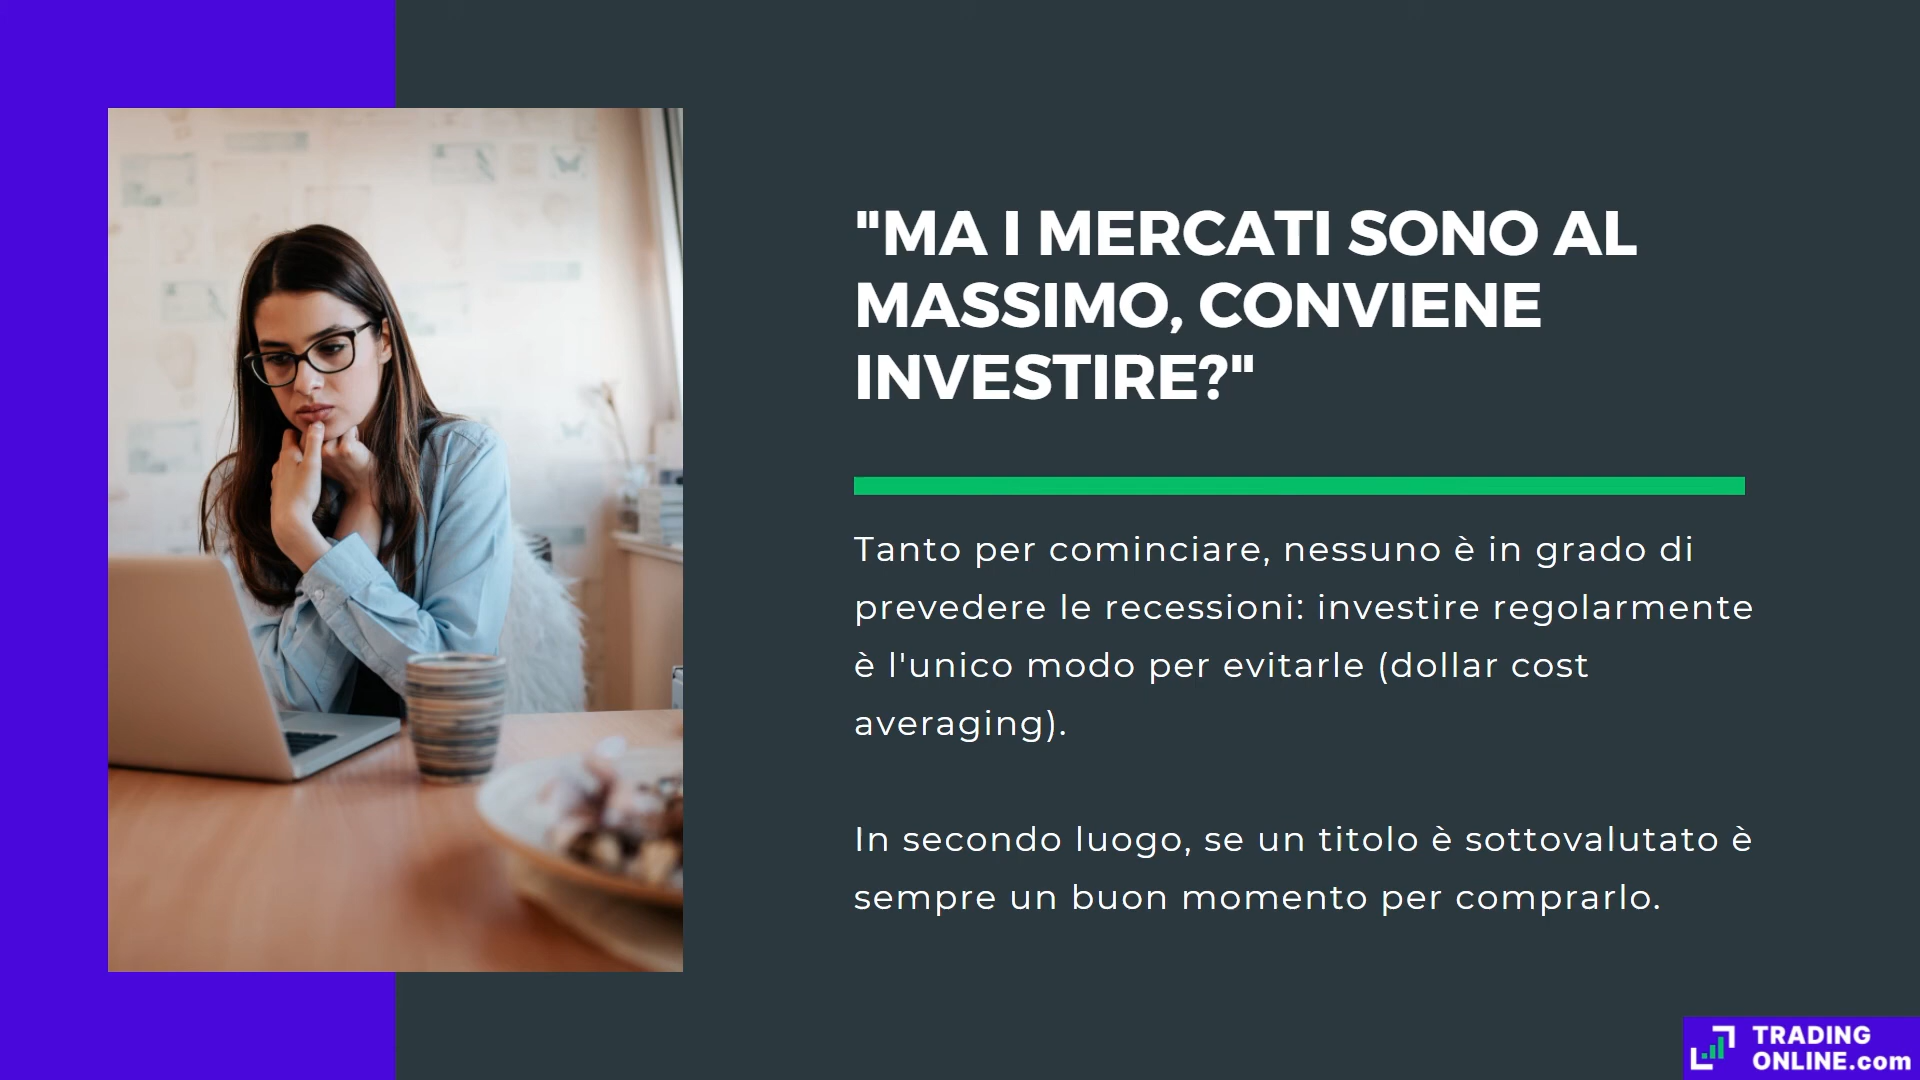 "MA I MERCATI SONO AL
MASSIMO, CONVIENE
INVESTIRE?"
Tanto per cominciare, nessuno è in grado di
prevedere le recessioni: investire regolarmente
è l'unico modo per evitarle (dollar cost
averaging).
In secondo luogo, se un titolo è sottovalutato è
sempre un buon momento per comprarlo.
TRADING
ONLINE.com